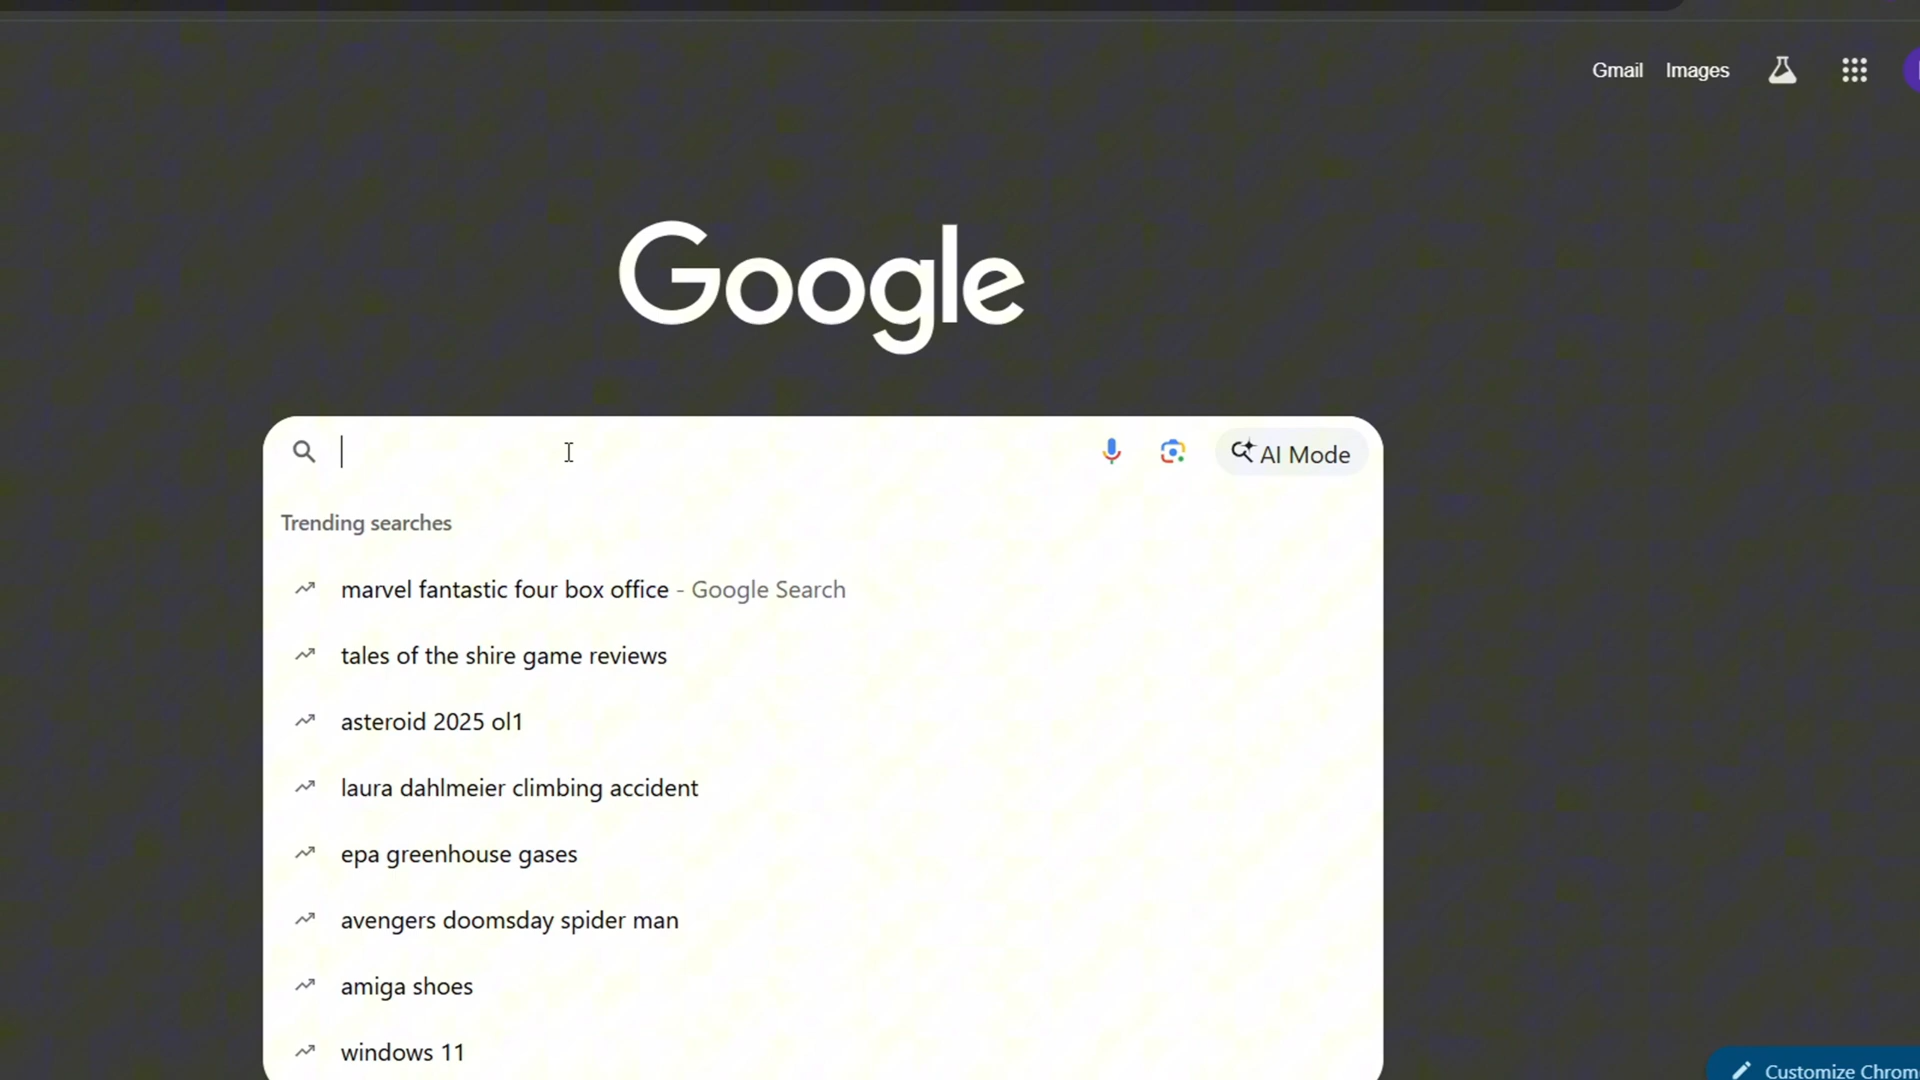 Gmail Images
Google
AI Mode
Trending searches
marvel fantastic four box office - Google Search
tales of the shire game reviews
asteroid 2025 ol1
laura dahlmeier climbing accident
epa greenhouse gases
avengers doomsday spider man
amiga shoes
windows 11
Customize Chrom